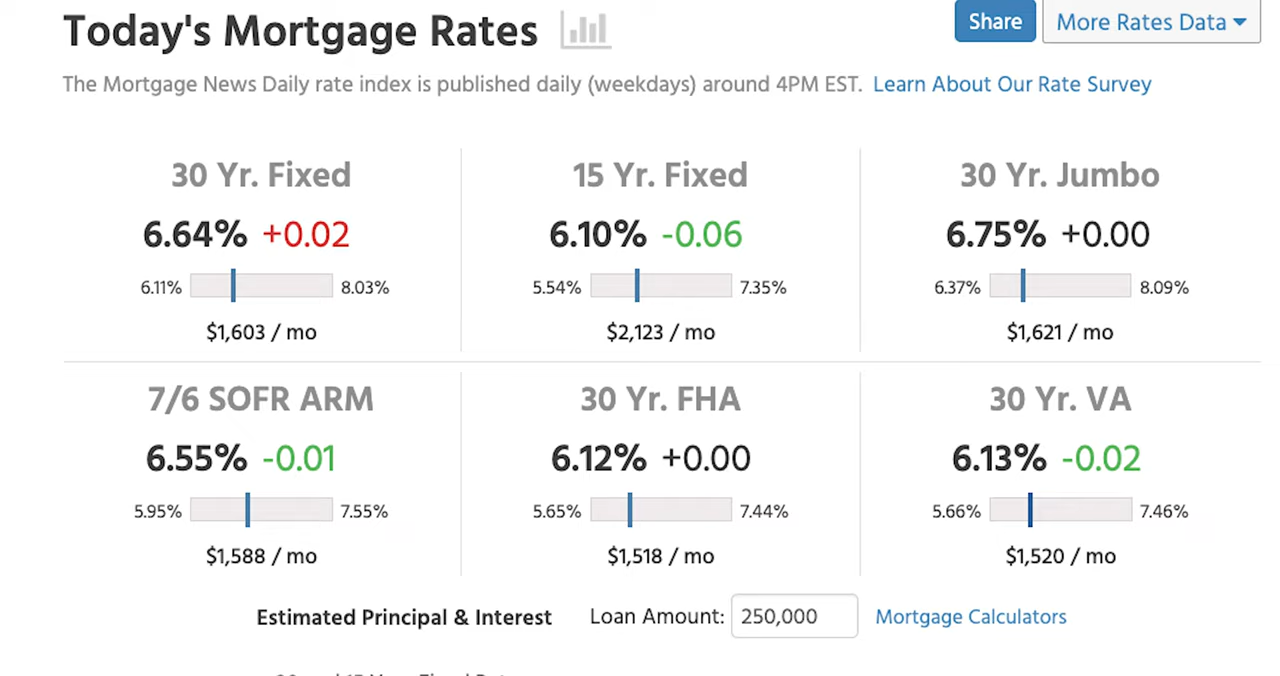 Today's Mortgage Rates
Share
More Rates Data
The Mortgage News Daily rate index is published daily (weekdays) around 4PM EST. Learn About Our Rate Survey
30 Yr. Fixed
6.64% +0.02
6.11% 8.03%
$1,603 / mo
15 Yr. Fixed
6.10% -0.06
5.54% 7.35%
$2,123 / mo
30 Yr. Jumbo
6.75% +0.00
6.37% 8.09%
$1,621 / mo
7/6 SOFR ARM
6.55% -0.01
5.95% 7.55%
$1,588 / mo
30 Yr. FHA
6.12% +0.00
5.65% 7.44%
$1,518 / mo
30 Yr. VA
6.13% -0.02
5.66% 7.46%
$1,520 / mo
Estimated Principal & Interest Loan Amount: 250,000 Mortgage Calculators